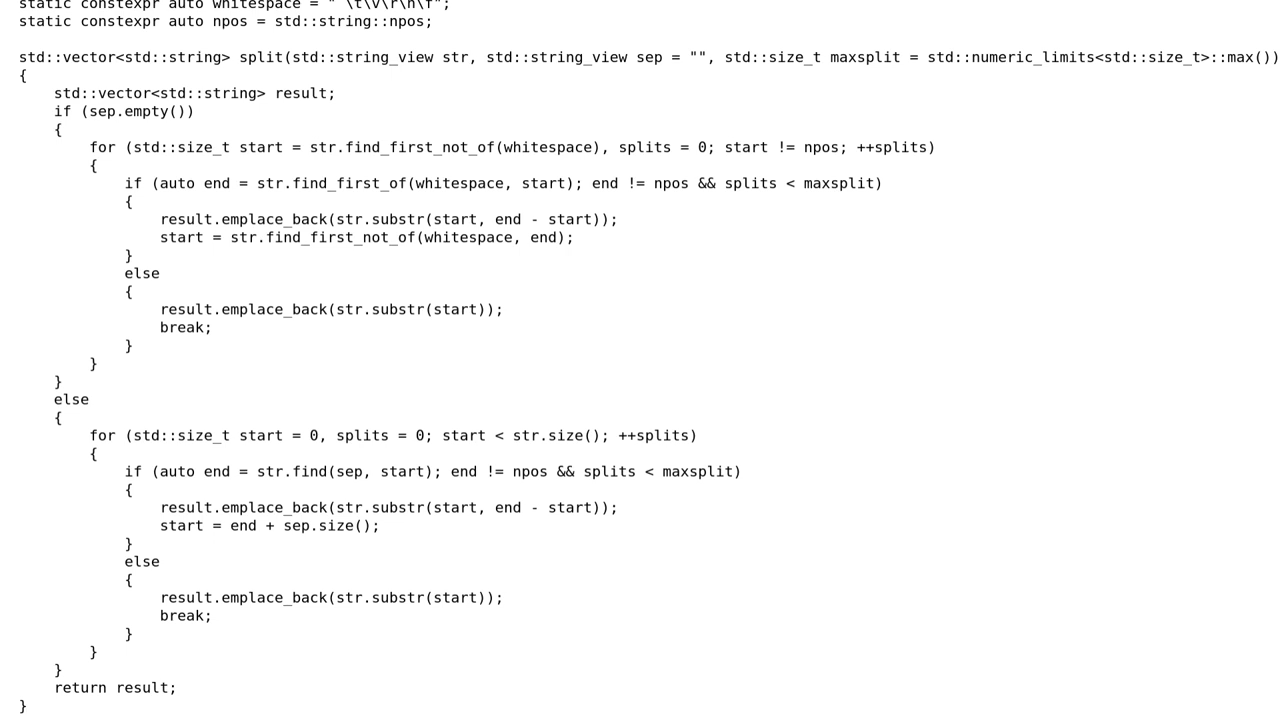 static constexpr auto whitespace = " \t\v\r\n\f";
static constexpr auto npos = std::string::npos;

std::vector<std::string> split(std::string_view str, std::string_view sep = "", std::size_t maxsplit = std::numeric_limits<std::size_t>::max())
{
    std::vector<std::string> result;
    if (sep.empty())
    {
        for (std::size_t start = str.find_first_not_of(whitespace), splits = 0; start != npos; ++splits)
        {
            if (auto end = str.find_first_of(whitespace, start); end != npos && splits < maxsplit)
            {
                result.emplace_back(str.substr(start, end - start));
                start = str.find_first_not_of(whitespace, end);
            }
            else
            {
                result.emplace_back(str.substr(start));
                break;
            }
        }
    }
    else
    {
        for (std::size_t start = 0, splits = 0; start < str.size(); ++splits)
        {
            if (auto end = str.find(sep, start); end != npos && splits < maxsplit)
            {
                result.emplace_back(str.substr(start, end - start));
                start = end + sep.size();
            }
            else
            {
                result.emplace_back(str.substr(start));
                break;
            }
        }
    }
    return result;
}